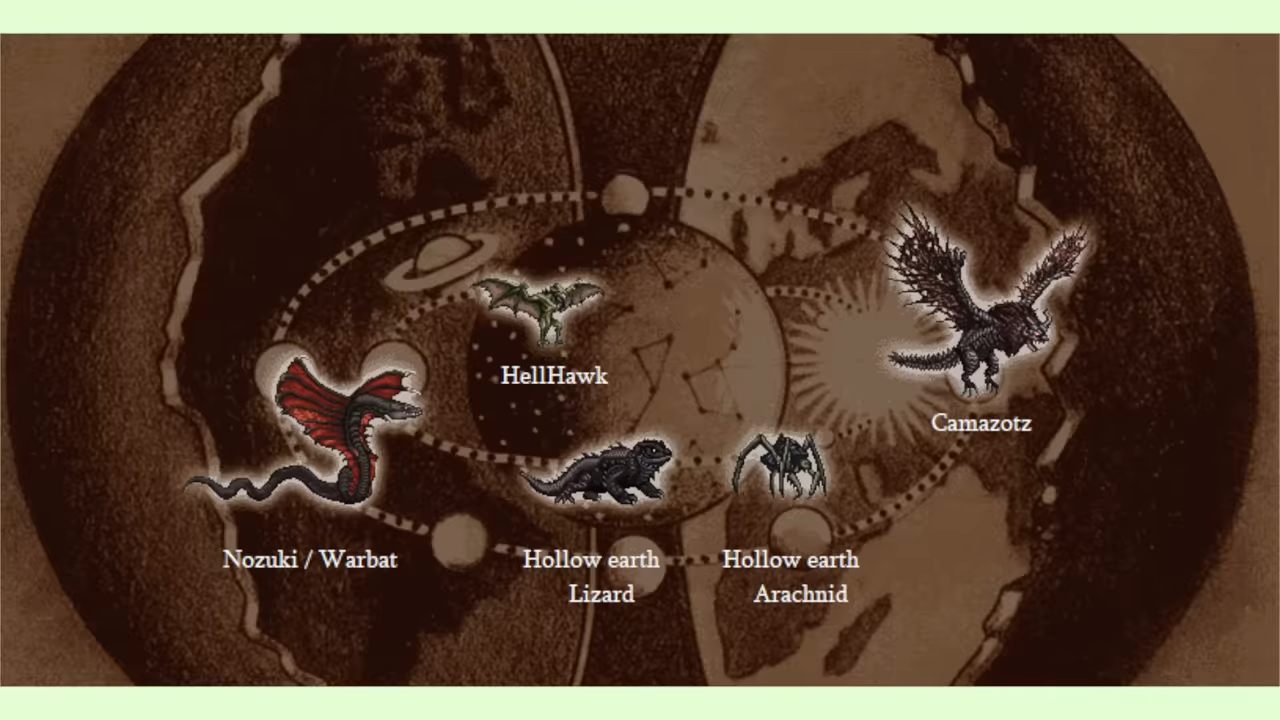 HellHawk
Camazotz
Nozuki / Warbat
Hollow earth
Lizard
Hollow earth
Arachnid